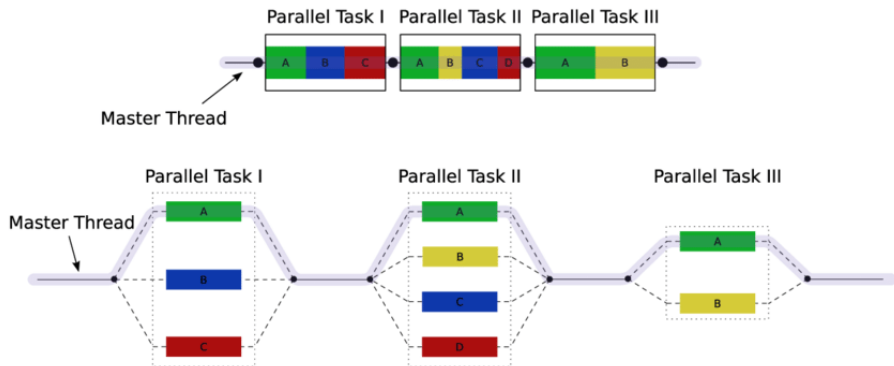 Parallel Task I Parallel Task II Parallel Task III
A B C A B C D A B
Master Thread
Parallel Task I Parallel Task II Parallel Task III
A A
Master Thread
A
B
B
C
B
C D